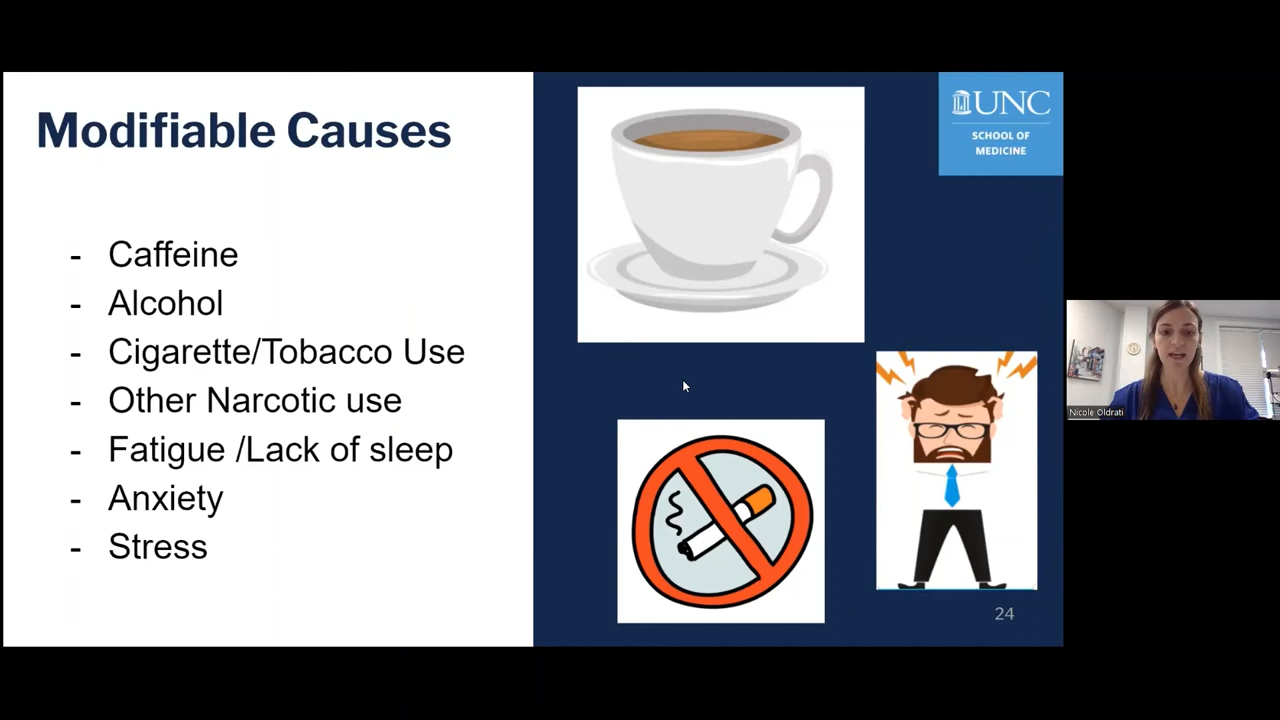 Modifiable Causes
- Caffeine
- Alcohol
- Cigarette/Tobacco Use
- Other Narcotic use
- Fatigue /Lack of sleep
- Anxiety
- Stress
UNC
SCHOOL OF
MEDICINE
24
Nicole Oldrati